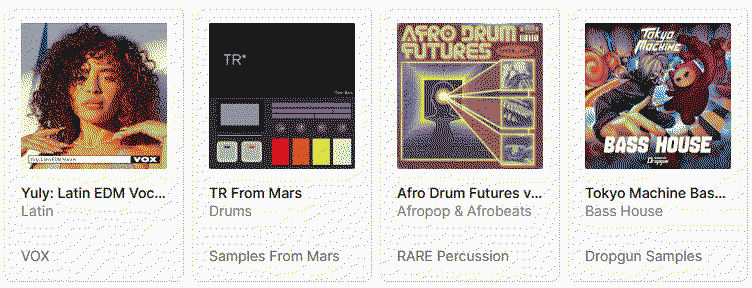 TR*
AFRO DRUM
FUTURES
Tokyo
Machine
Yuly: Latin EDM Vocals
VOX
BASS HOUSE
Yuly: Latin EDM Voc...
TR From Mars
Afro Drum Futures v...
Tokyo Machine Bas...
Latin
Drums
Afropop & Afrobeats
Bass House
VOX
Samples From Mars
RARE Percussion
Dropgun Samples